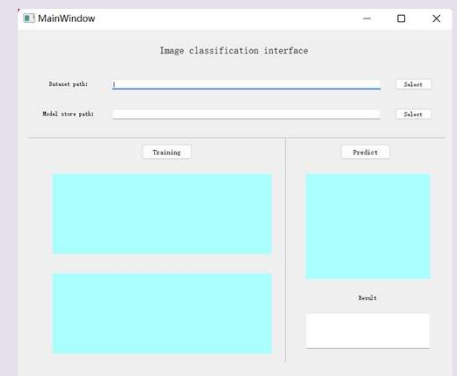 MainWindow
Image classification interface
Dataset path:
Select
Model store path:
Select
Training
Predict
Result